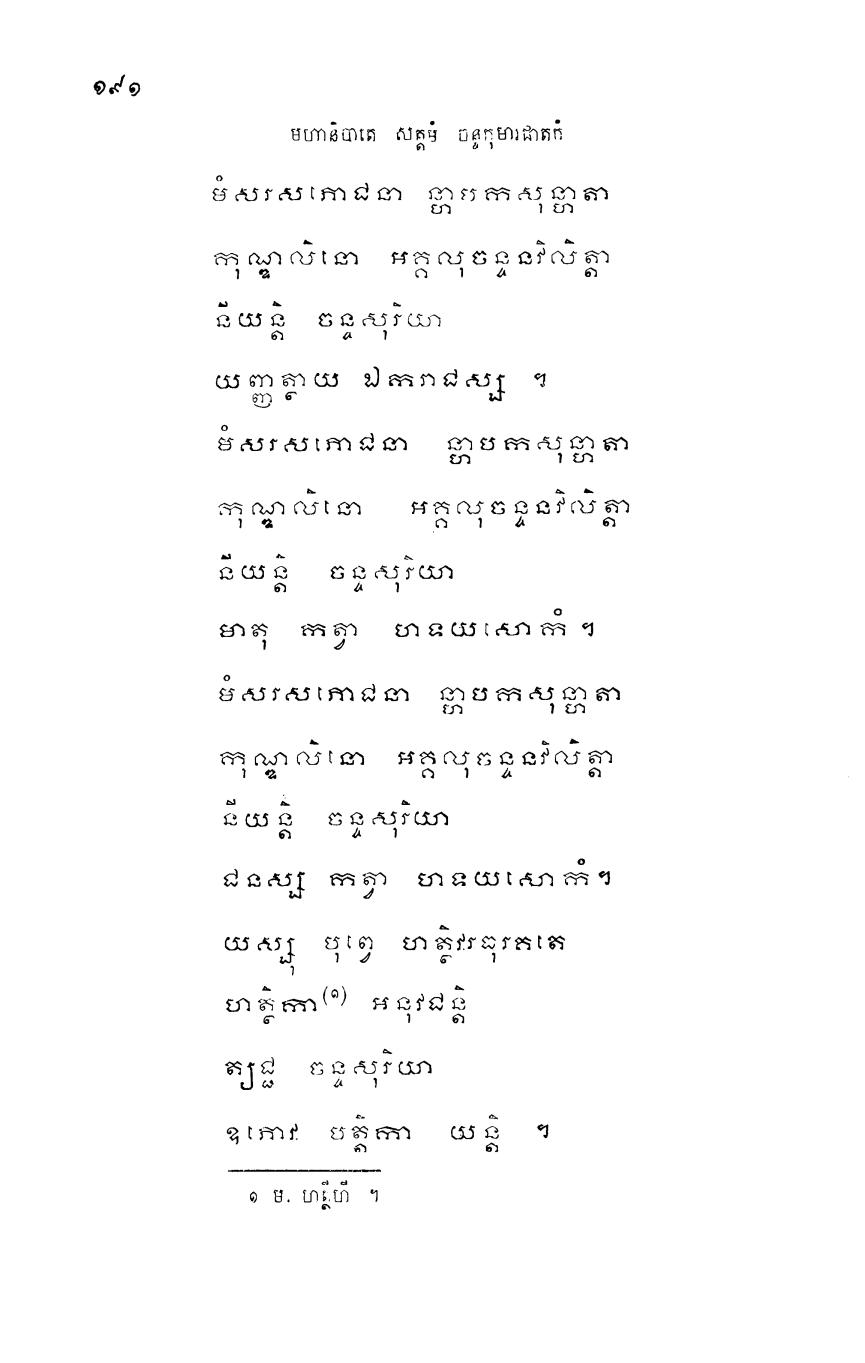 ១៩១
មហានិបាតេ សត្តមំ ចន្ទកុមារជាតកំ
មំសរសភោជនា ន្ហាបកសុន្ហាតា
កុណ្ឌលិនោ អគ្គលុចន្ទនវិលិត្តា
នីយន្តិ ចន្ទសុរិយា
យញ្ញត្ថាយ ឯករាជស្ស ។
មំសរសភោជនា ន្ហាបកសុន្ហាតា
កុណ្ឌលិនោ អគ្គលុចន្ទនវិលិត្តា
នីយន្តិ ចន្ទសុរិយា
មាតុ កត្វា ហទយសោកំ ។
មំសរសភោជនា ន្ហាបកសុន្ហាតា
កុណ្ឌលិនោ អគ្គលុចន្ទនវិលិត្តា
នីយន្តិ ចន្ទសុរិយា
ជនស្ស កត្វា ហទយសោកំ។
យស្សុ បុព្វេ ហត្ថិវរធុរគតេ
ហត្ថិកា(១) អនុវជន្តិ
ត្យជ្ជ ចន្ទសុរិយា
ឧភោវ បត្តិកា យន្តិ ។
១ ម. ហត្ថីហិ ។